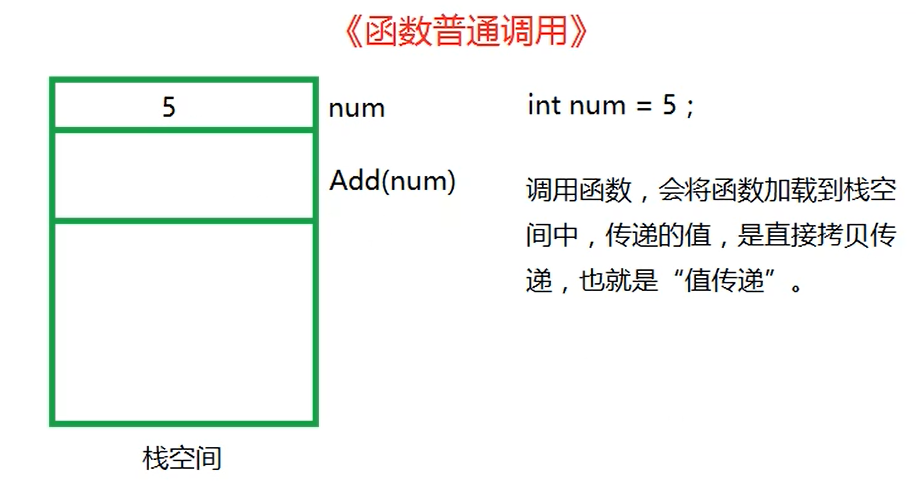 《函数普通调用》
5
num
int num = 5 ;
Add(num)
调用函数，会将函数加载到栈空
间中，传递的值，是直接拷贝传
递，也就是“值传递”。
栈空间